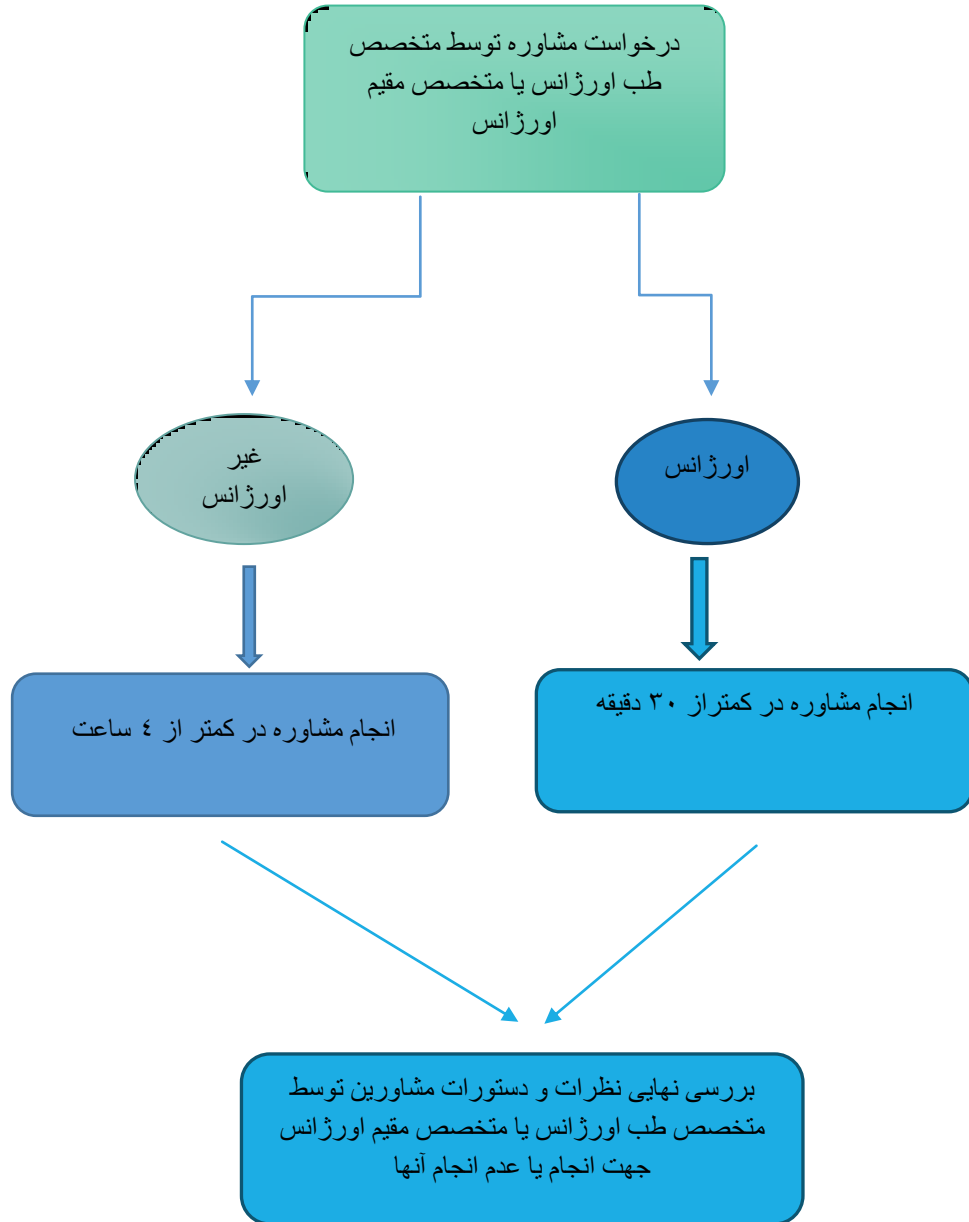 درخواست مشاوره توسط متخصص
طب اورژانس یا متخصص مقیم
اورژانس
اورژانس
غیر
اورژانس
انجام مشاوره در کمتراز ۳۰ دقیقه
انجام مشاوره در کمتر از ٤ ساعت
بررسی نهایی نظرات و دستورات مشاورین توسط
متخصص طب اورژانس یا متخصص مقیم اورژانس
جهت انجام یا عدم انجام آنها